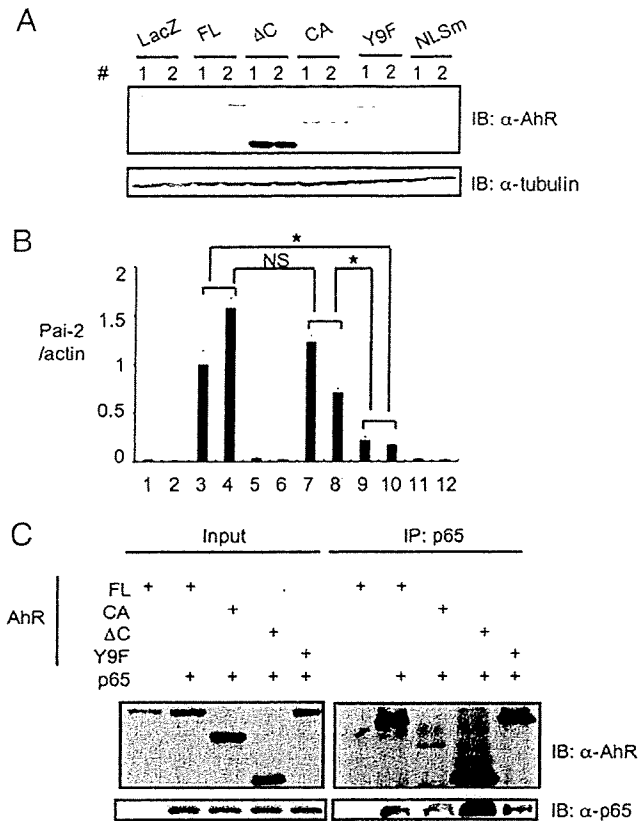 A
LacZ FL ΔC CA Y9F NLSm
# 1 2 1 2 1 2 1 2 1 2 1 2
IB: α-AhR
IB: α-tubulin
B
*
NS *
2
1.5
Pai-2
/actin
1
0.5
0
1 2 3 4 5 6 7 8 9 10 11 12
C
Input IP: p65
AhR
FL + + + +
CA + +
ΔC + +
Y9F + +
p65 + + + + + + + +
IB: α-AhR
IB: α-p65